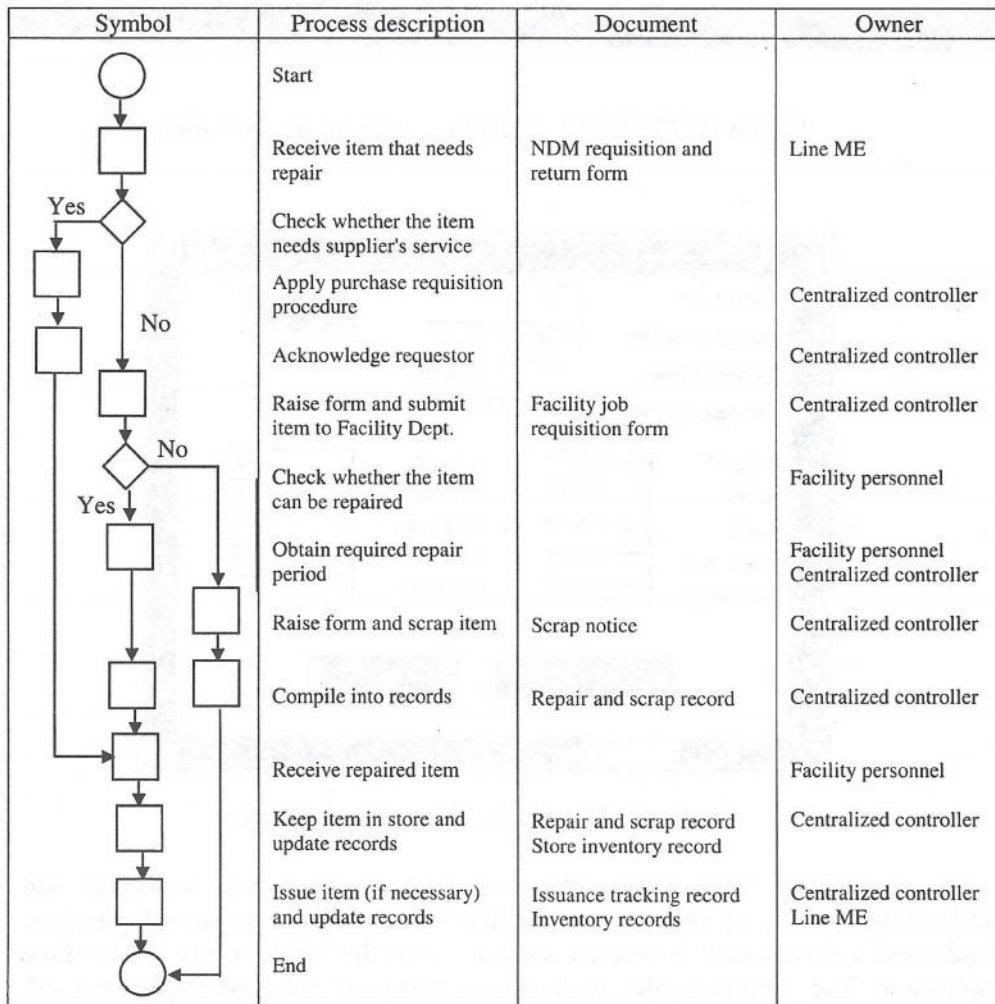 Symbol Process description Document Owner
Start
Receive item that needs NDM requisition and Line ME
repair return form
Yes
Check whether the item
needs supplier's service
Apply purchase requisition
procedure Centralized controller
No
Acknowledge requestor Centralized controller
Raise form and submit Facility job Centralized controller
item to Facility Dept. requisition form
No
Check whether the item Facility personnel
can be repaired
Yes
Obtain required repair Facility personnel
period Centralized controller
Raise form and scrap item Scrap notice Centralized controller
Compile into records Repair and scrap record Centralized controller
Receive repaired item Facility personnel
Keep item in store and Repair and scrap record Centralized controller
update records Store inventory record
Issue item (if necessary) Issuance tracking record Centralized controller
and update records Inventory records Line ME
End